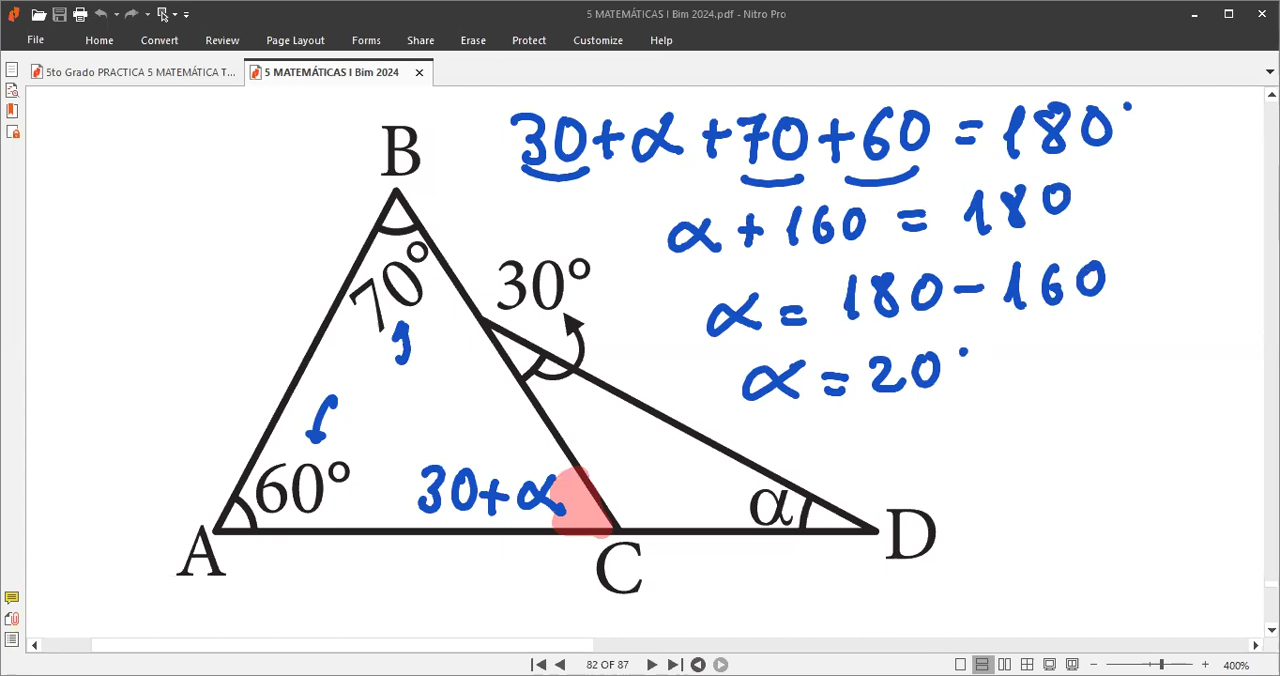 5 MATEMÁTICAS I Bim 2024.pdf - Nitro Pro
File Home Convert Review Page Layout Forms Share Erase Protect Customize Help
5to Grado PRACTICA 5 MATEMÁTICA T... 5 MATEMÁTICAS I Bim 2024
30+α+70+60=180°
B
α+160=180
70°
30°
α=180-160
α=20°
60°
30+α
α
A
C
D
82 OF 87
400%